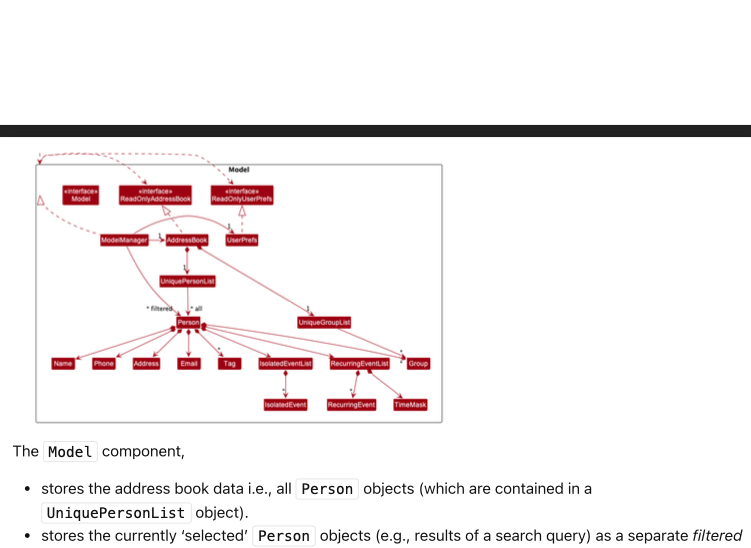 Model
«interface»
Model
«interface»
ReadOnlyAddressBook
«interface»
ReadOnlyUserPrefs
1
ModelManager
1
AddressBook
UserPrefs
1
UniquePersonList
* filtered
* all
1
Person
UniqueGroupList
*
*
Name
Phone
Address
Email
Tag
IsolatedEventList
RecurringEventList
Group
*
*
IsolatedEvent
RecurringEvent
TimeMask
The Model component,
• stores the address book data i.e., all Person objects (which are contained in a
UniquePersonList object).
• stores the currently ‘selected’ Person objects (e.g., results of a search query) as a separate filtered